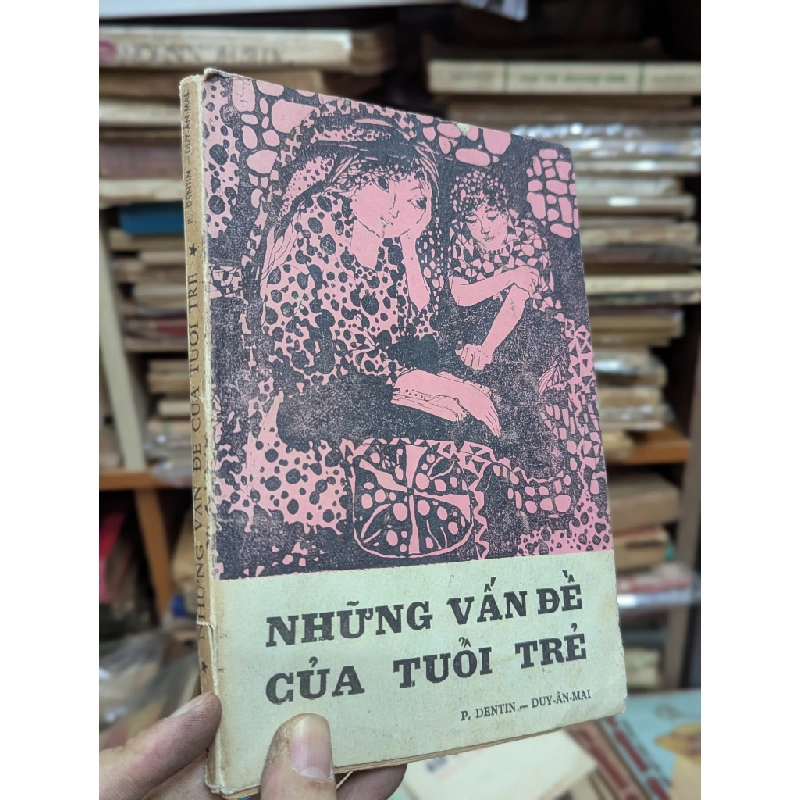 NHỮNG VẤN ĐỀ
CỦA TUỔI TRẺ
P. DENTIN — DUY-ÂN-MAI
★ NHỮNG VẤN ĐỀ CỦA TUỔI TRẺ ★ P. DENTIN — DUY-ÂN-MAI